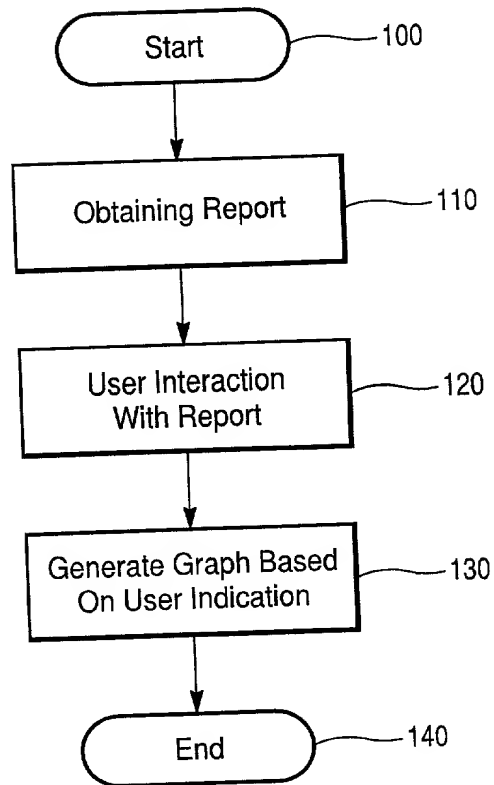 Start
100
Obtaining Report
110
User Interaction
With Report
120
Generate Graph Based
On User Indication
130
End
140